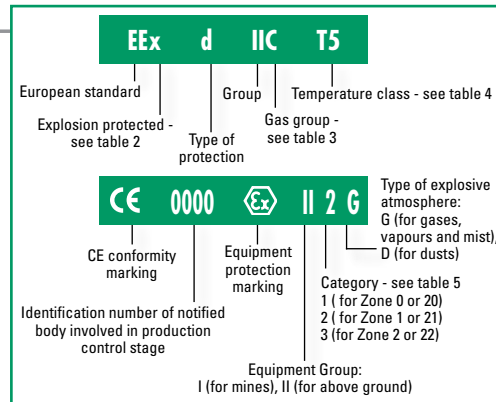 EEx d IIC T5
European standard
Group
Temperature class - see table 4
Explosion protected -
see table 2
Type of
protection
Gas group -
see table 3
CE 0000 Ex II 2 G
Type of explosive
atmosphere:
G (for gases,
vapours and mist),
D (for dusts)
CE conformity
marking
Equipment
protection
marking
Category - see table 5
1 ( for Zone 0 or 20)
2 ( for Zone 1 or 21)
3 (for Zone 2 or 22)
Identification number of notified
body involved in production
control stage
Equipment Group:
I (for mines), II (for above ground)